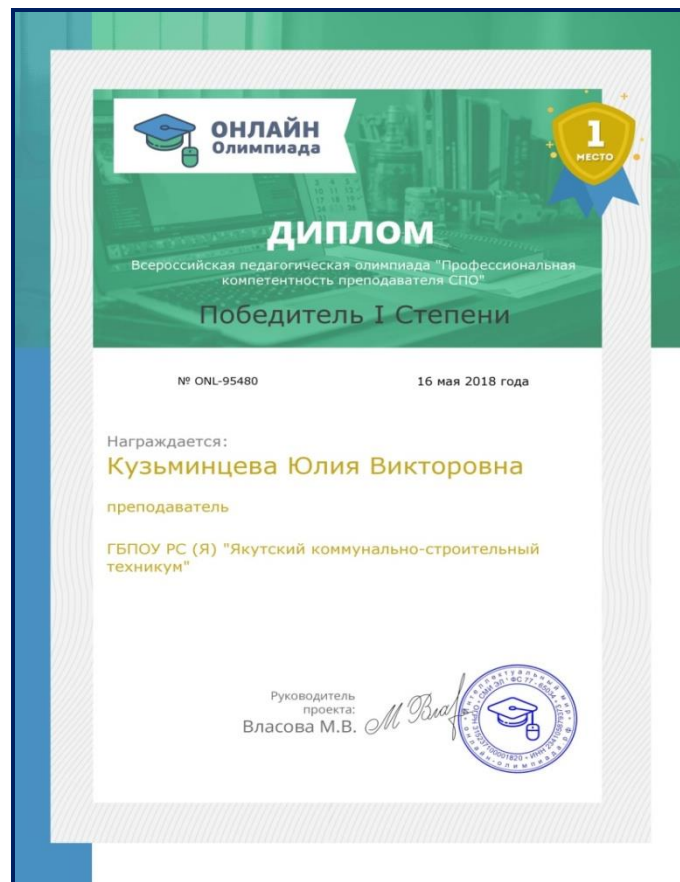 ОНЛАЙН
Олимпиада
1
МЕСТО
ДИПЛОМ
Всероссийская педагогическая олимпиада "Профессиональная
компетентность преподавателя СПО"
Победитель I Степени
№ ONL-95480
16 мая 2018 года
Награждается:
Кузьминцева Юлия Викторовна
преподаватель
ГБПОУ РС (Я) "Якутский коммунально-строительный
техникум"
Руководитель
проекта:
Власова М.В.